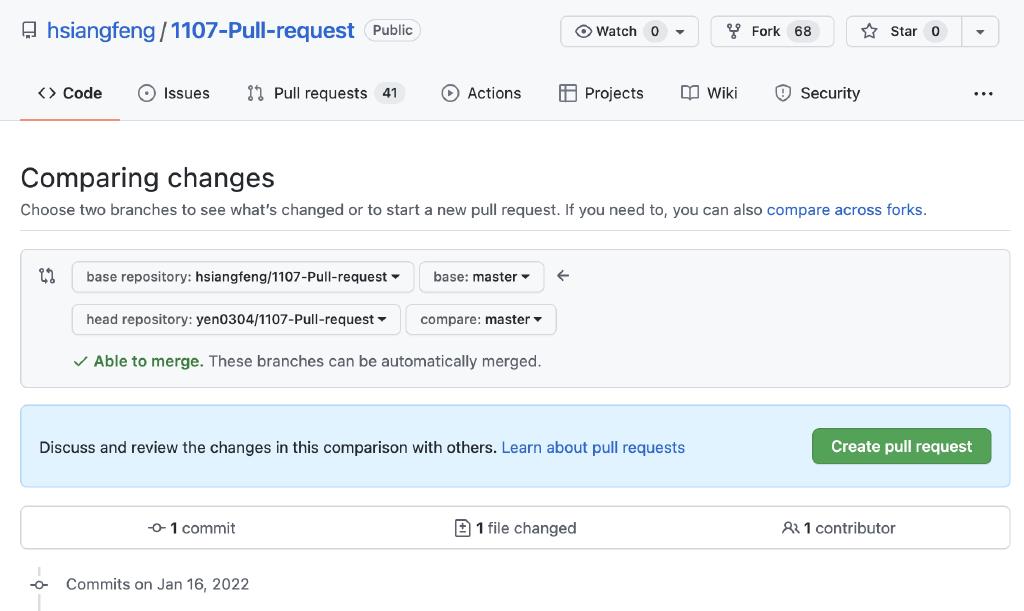 hsiangfeng / 1107-Pull-request Public Watch 0 Fork 68 Star 0
Code Issues Pull requests 41 Actions Projects Wiki Security ...
Comparing changes
Choose two branches to see what's changed or to start a new pull request. If you need to, you can also compare across forks.
base repository: hsiangfeng/1107-Pull-request base: master
head repository: yen0304/1107-Pull-request compare: master
Able to merge. These branches can be automatically merged.
Discuss and review the changes in this comparison with others. Learn about pull requests Create pull request
1 commit 1 file changed 1 contributor
Commits on Jan 16, 2022